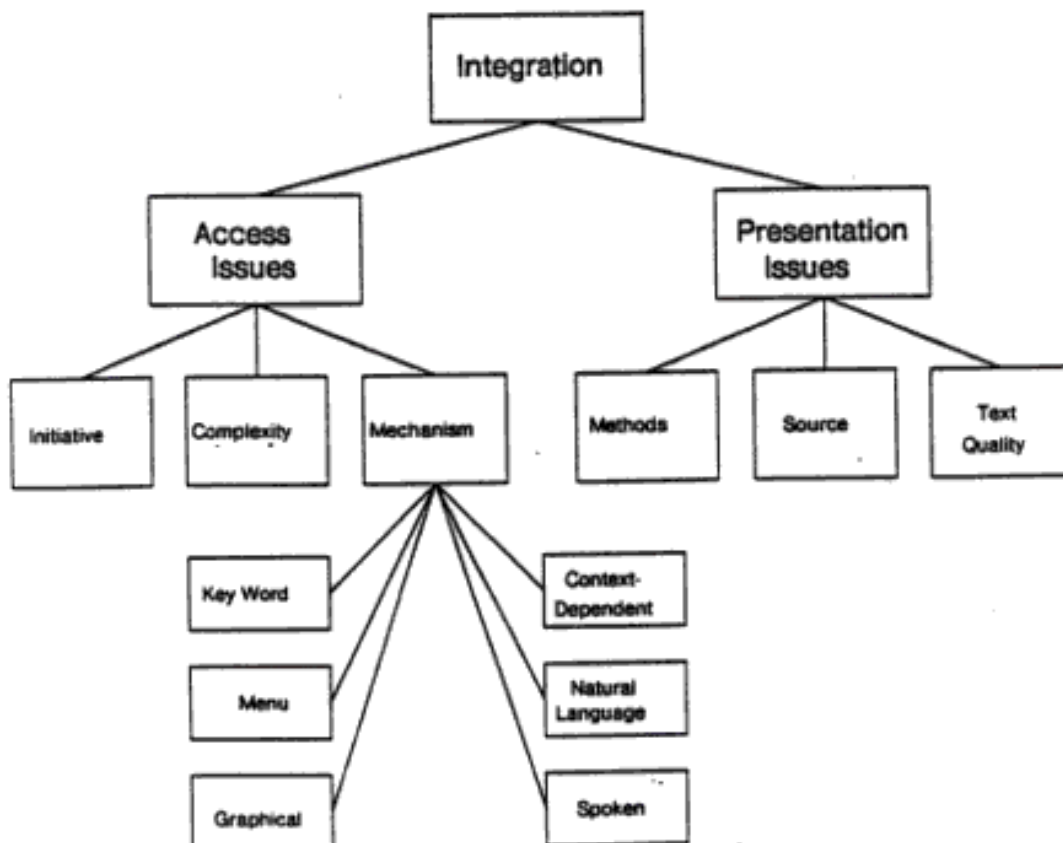 Integration
Access
Issues
Presentation
Issues
Initiative
Complexity
Mechanism
Methods
Source
Text
Quality
Key Word
Context-
Dependent
Menu
Natural
Language
Graphical
Spoken